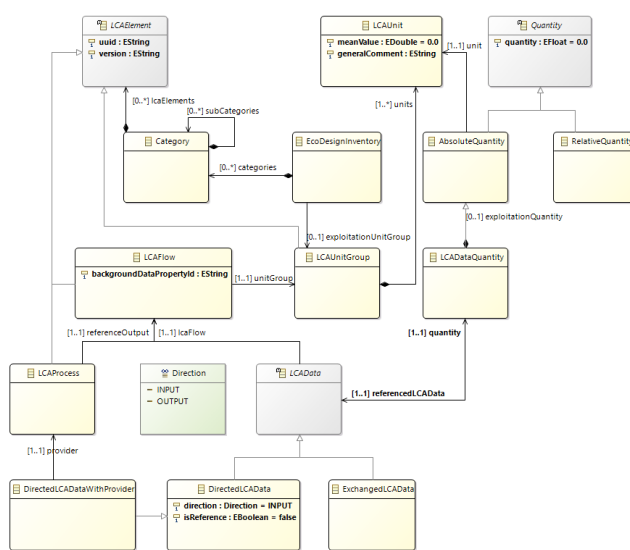 LCAElement
uuid : EString
version : EString
LCAUnit
meanValue : EDouble = 0.0
generalComment : EString
Quantity
quantity : EFloat = 0.0
[1..1] unit
[0..*] lcaElements
[0..*] subCategories
[1..*] units
Category
EcoDesignInventory
AbsoluteQuantity
RelativeQuantity
[0..*] categories
[0..1] exploitationQuantity
[0..1] exploitationUnitGroup
LCAFlow
backgroundDataPropertyId : EString
[1..1] unitGroup
LCAUnitGroup
LCADataQuantity
[1..1] referenceOutput
[1..1] lcaFlow
[1..1] quantity
LCAProcess
Direction
INPUT
OUTPUT
LCAData
[1..1] referencedLCAData
[1..1] provider
DirectedLCADataWithProvider
DirectedLCAData
direction : Direction = INPUT
isReference : EBoolean = false
ExchangedLCAData